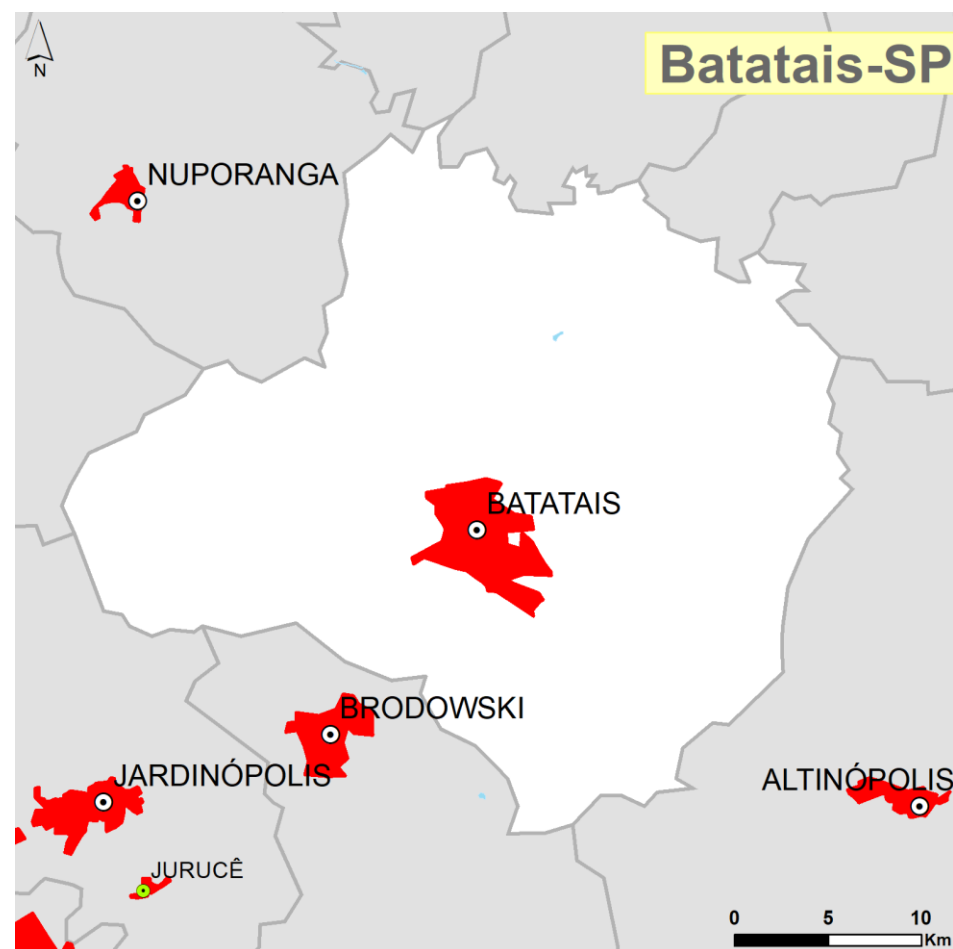 N
Batatais-SP
NUPORANGA
BATATAIS
BRODOWSKI
JARDINÓPOLIS
ALTINÓPOLIS
JURUCÊ
0 5 10
Km